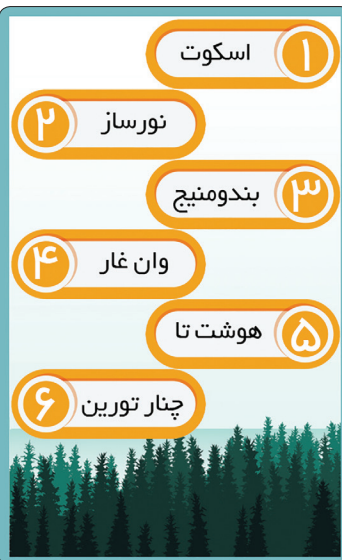 ۱ اسکوت
۲ نورساز
۳ بندومنیج
۴ وان غار
۵ هوشت تا
۶ چنار تورین